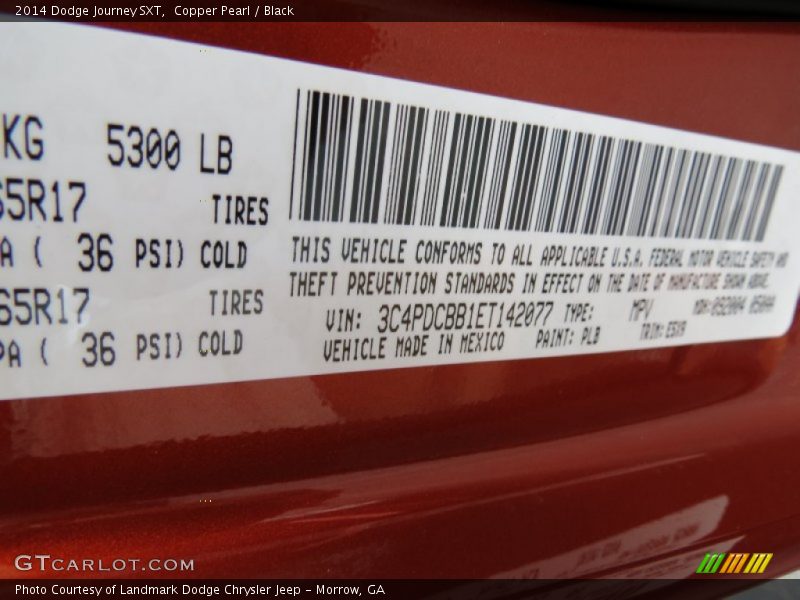 2014 Dodge Journey SXT, Copper Pearl / Black
KG 5300 LB
65R17 TIRES
PA ( 36 PSI) COLD
65R17 TIRES
PA ( 36 PSI) COLD
THIS VEHICLE CONFORMS TO ALL APPLICABLE U.S.A. FEDERAL MOTOR VEHICLE SAFETY AND
THEFT PREVENTION STANDARDS IN EFFECT ON THE DATE OF MANUFACTURE SHOWN ABOVE.
VIN: 3C4PDCBB1ET142077 TYPE: MPV
VEHICLE MADE IN MEXICO PAINT: PLB TRIM:
GTCARLOT.COM
Photo Courtesy of Landmark Dodge Chrysler Jeep - Morrow, GA